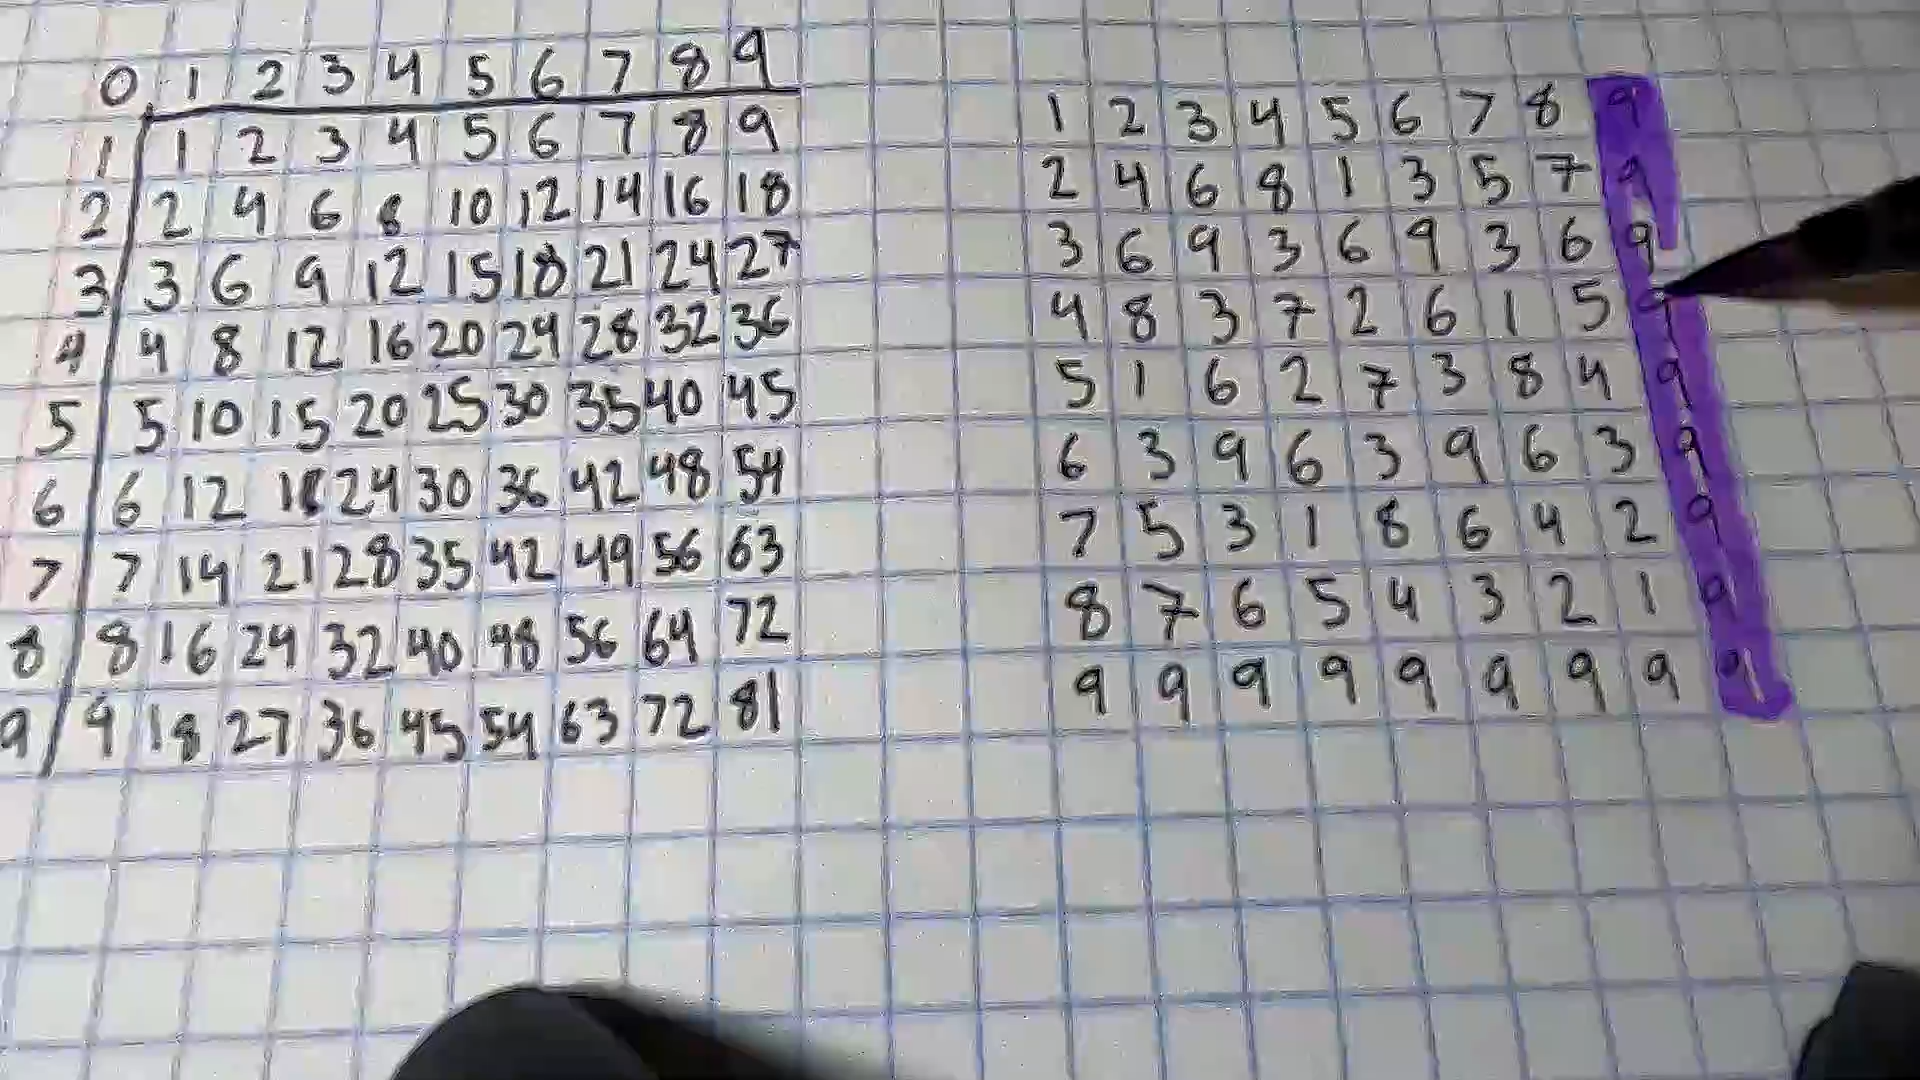 0 1 2 3 4 5 6 7 8 9
1 1 2 3 4 5 6 7 8 9
2 2 4 6 8 10 12 14 16 18
3 3 6 9 12 15 18 21 24 27
4 4 8 12 16 20 24 28 32 36
5 5 10 15 20 25 30 35 40 45
6 6 12 18 24 30 36 42 48 54
7 7 14 21 28 35 42 49 56 63
8 8 16 24 32 40 48 56 64 72
9 9 18 27 36 45 54 63 72 81
1 2 3 4 5 6 7 8 9
2 4 6 8 1 3 5 7 9
3 6 9 3 6 9 3 6 9
4 8 3 7 2 6 1 5 9
5 1 6 2 7 3 8 4 9
6 3 9 6 3 9 6 3 9
7 5 3 1 8 6 4 2 9
8 7 6 5 4 3 2 1 9
9 9 9 9 9 9 9 9 9